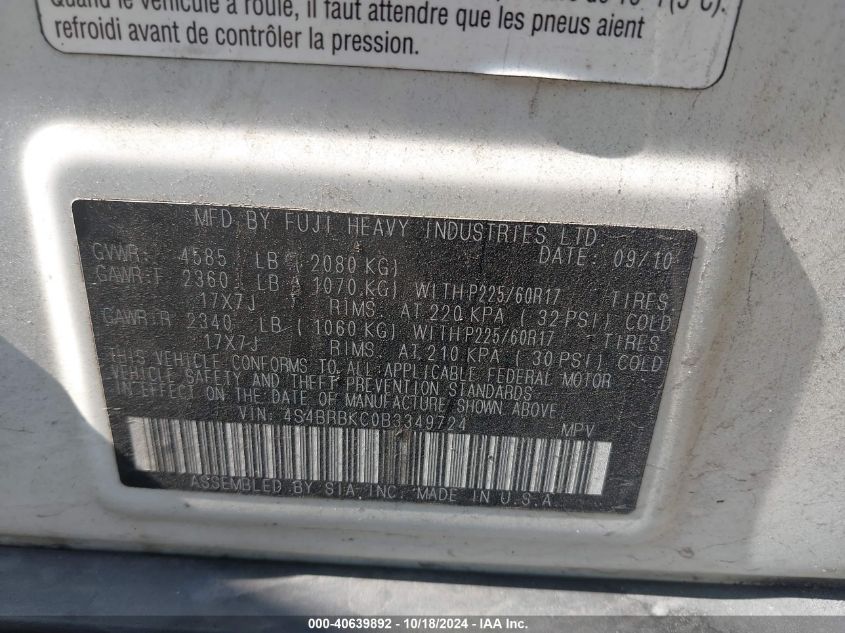 Quand le véhicule a roulé, il faut attendre que les pneus aient
refroidi avant de contrôler la pression.
MFD. BY FUJI HEAVY INDUSTRIES LTD.
GVWR: 4585 LB ( 2080 KG) DATE: 09/10
GAWR:F 2360 LB ( 1070 KG) WITH P225/60R17 TIRES
17X7J RIMS. AT 220 KPA ( 32 PSI) COLD
GAWR:R 2340 LB ( 1060 KG) WITH P225/60R17 TIRES
17X7J RIMS. AT 210 KPA ( 30 PSI) COLD
THIS VEHICLE CONFORMS TO ALL APPLICABLE FEDERAL MOTOR
VEHICLE SAFETY AND THEFT PREVENTION STANDARDS
IN EFFECT ON THE DATE OF MANUFACTURE SHOWN ABOVE.
VIN: 4S4BRBKC0B3349724 MPV
ASSEMBLED BY SIA,INC. MADE IN U.S.A.
000-40639892 - 10/18/2024 - IAAI.com